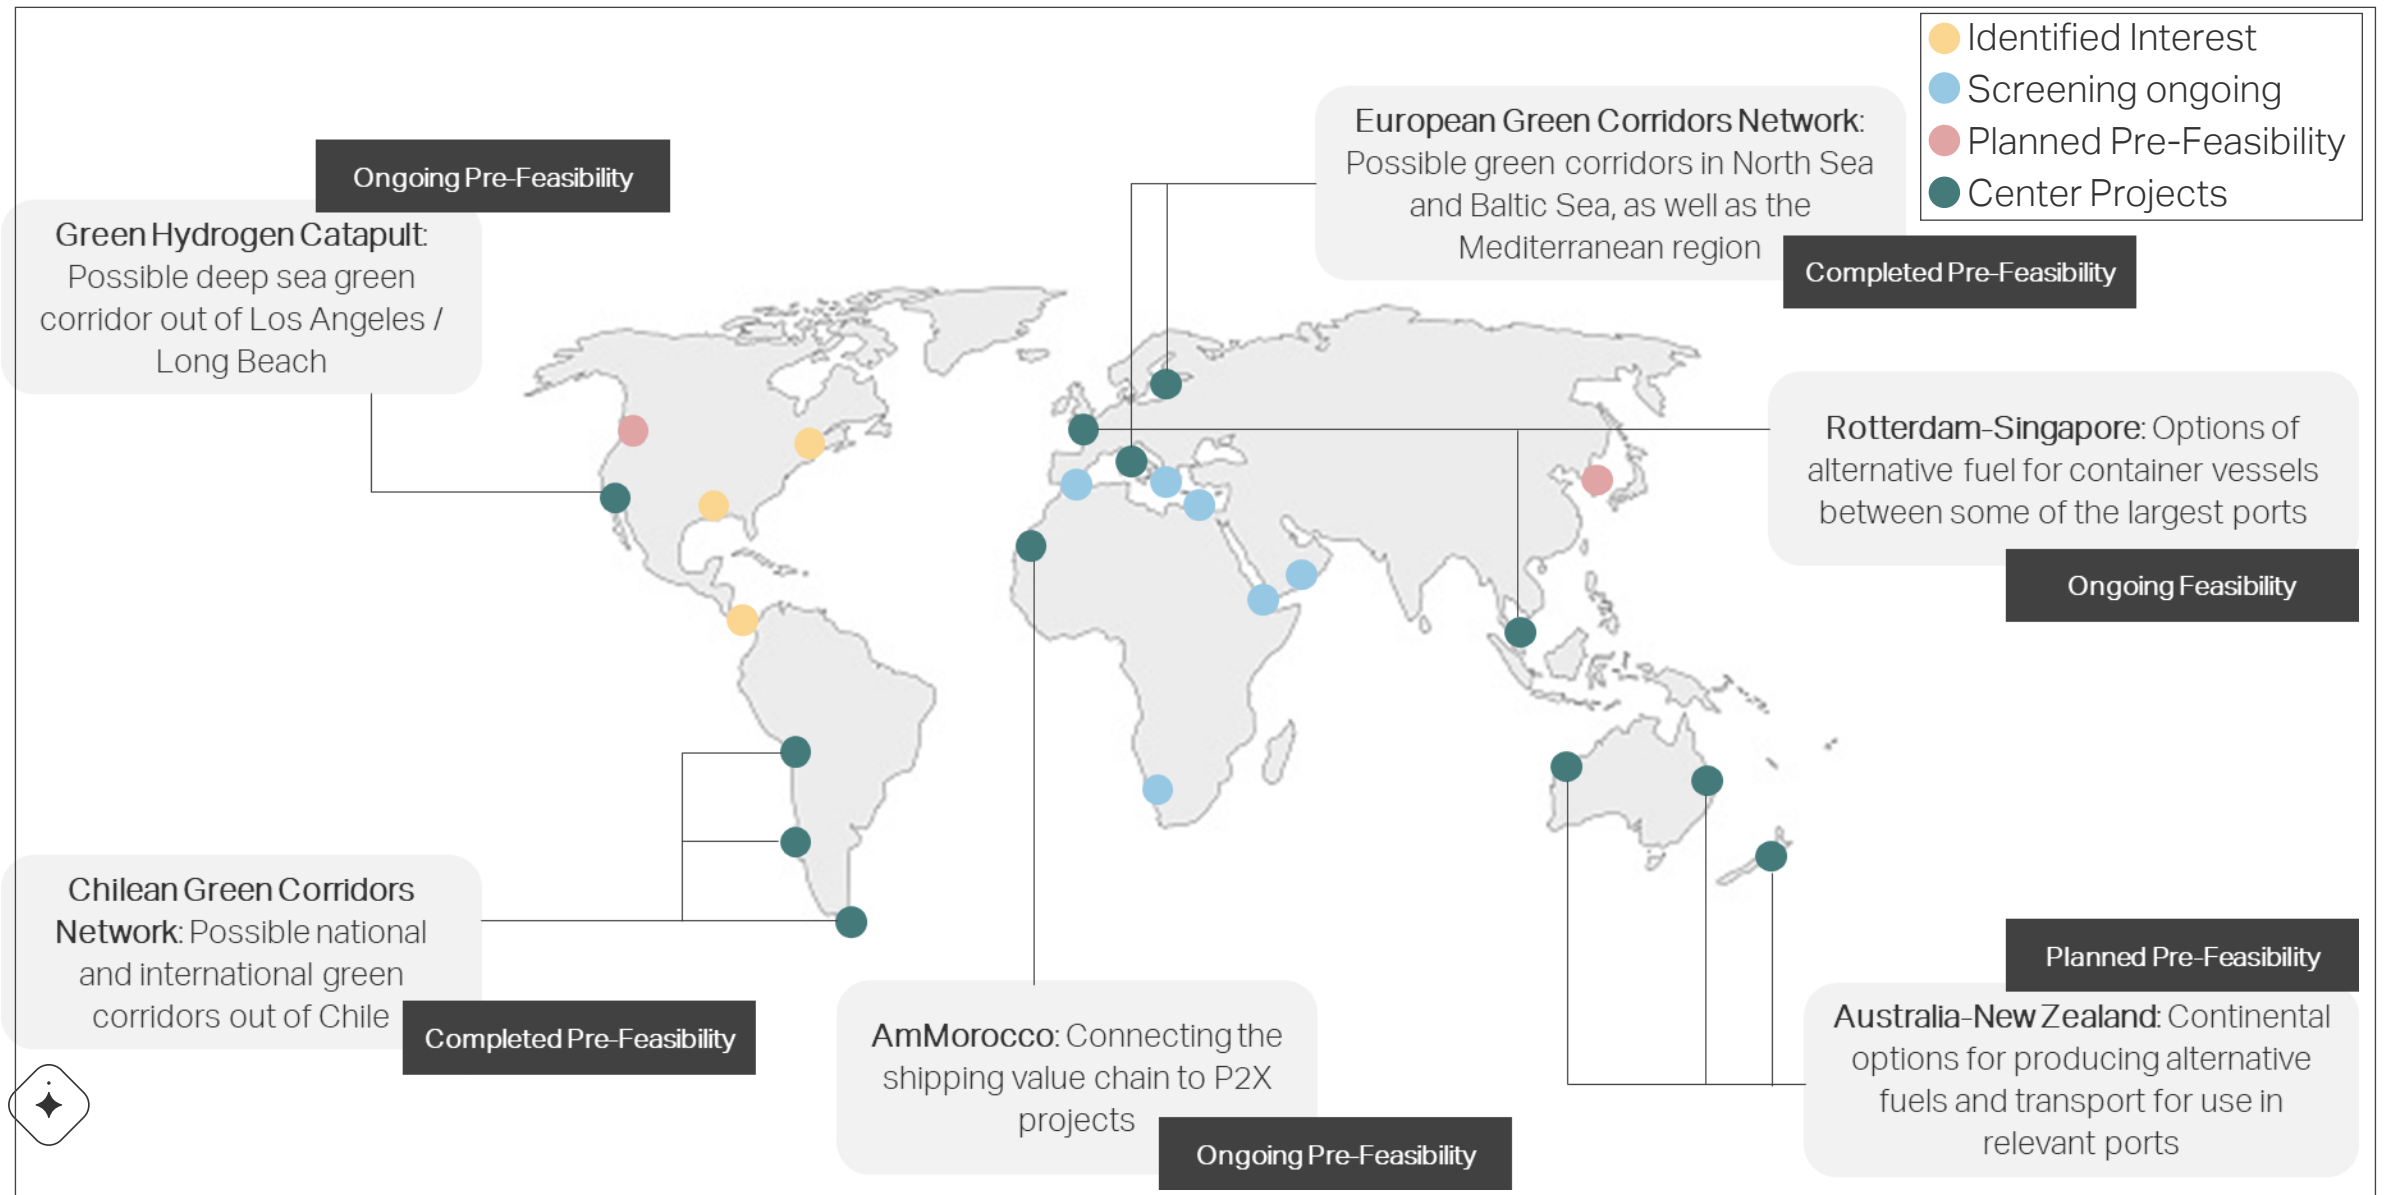 Identified Interest
Screening ongoing
Planned Pre-Feasibility
Center Projects
Ongoing Pre-Feasibility
Green Hydrogen Catapult:
Possible deep sea green
corridor out of Los Angeles /
Long Beach
European Green Corridors Network:
Possible green corridors in North Sea
and Baltic Sea, as well as the
Mediterranean region
Completed Pre-Feasibility
Rotterdam-Singapore: Options of
alternative fuel for container vessels
between some of the largest ports
Ongoing Feasibility
Chilean Green Corridors
Network: Possible national
and international green
corridors out of Chile
Completed Pre-Feasibility
AmMorocco: Connecting the
shipping value chain to P2X
projects
Ongoing Pre-Feasibility
Planned Pre-Feasibility
Australia-New Zealand: Continental
options for producing alternative
fuels and transport for use in
relevant ports